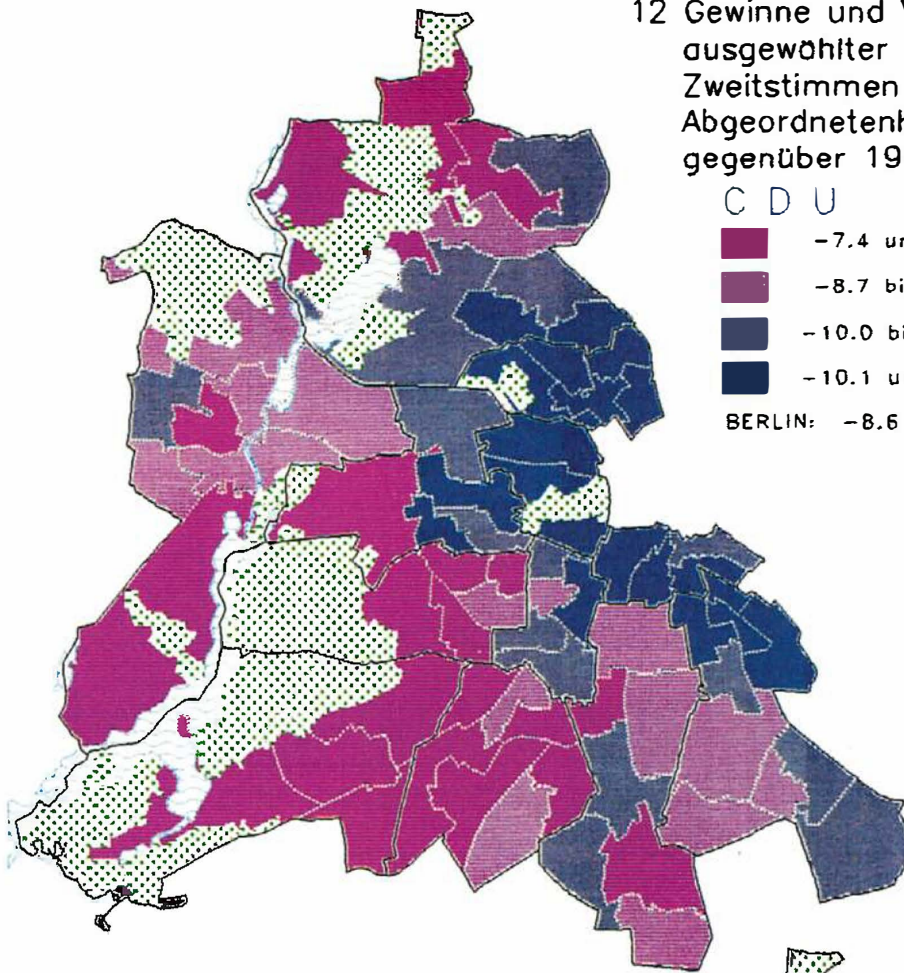 12 Gewinne und V
ausgewählter
Zweitstimmen
Abgeordnetenh
gegenüber 19
C D U
-7.4 un
-8.7 bi
-10.0 bi
-10.1 u
BERLIN: -8.6